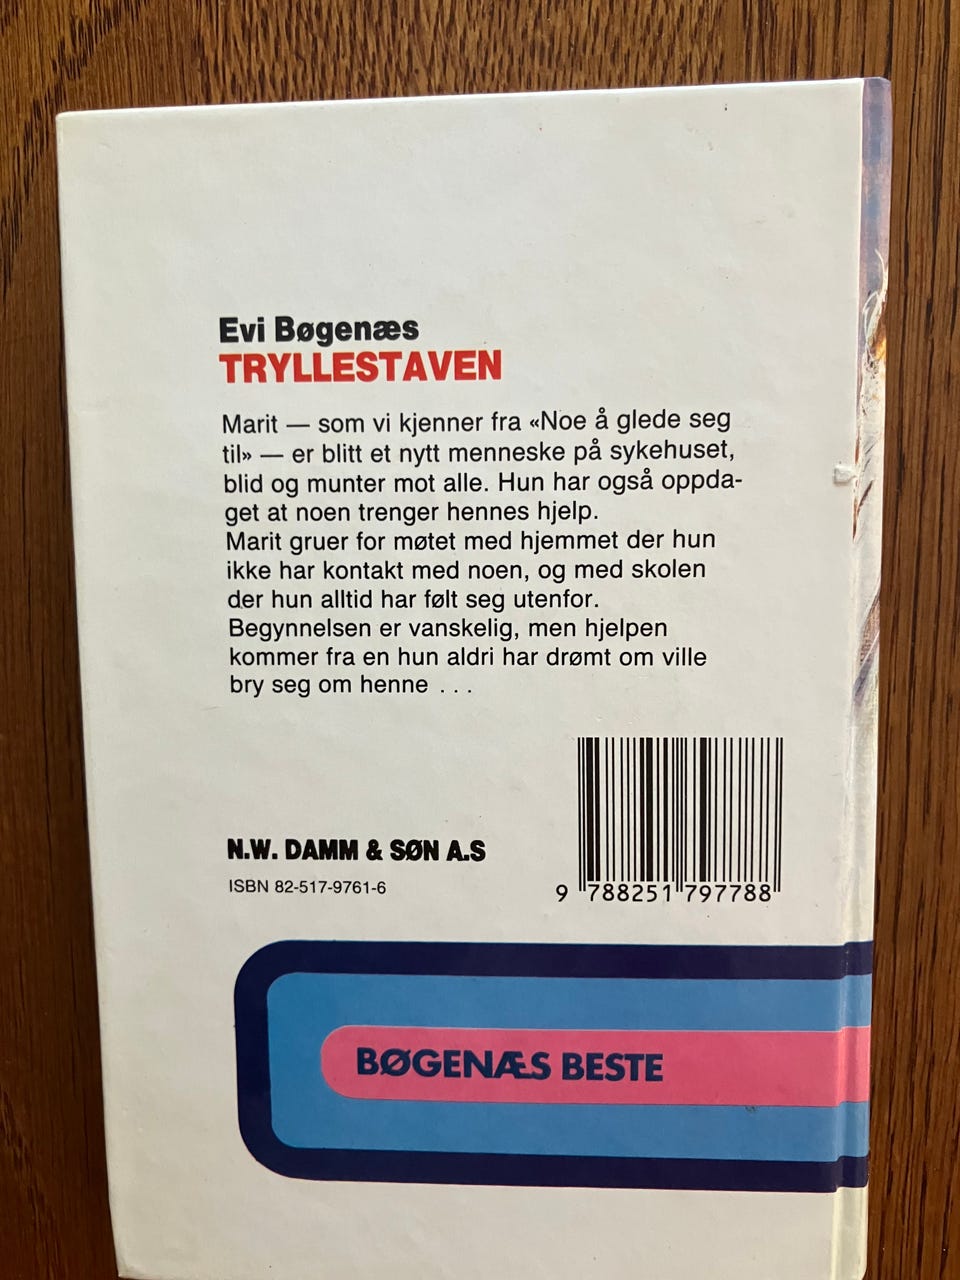 Evi Bøgenæs
TRYLLESTAVEN
Marit — som vi kjenner fra «Noe å glede seg
til» — er blitt et nytt menneske på sykehuset,
blid og munter mot alle. Hun har også oppda-
get at noen trenger hennes hjelp.
Marit gruer for møtet med hjemmet der hun
ikke har kontakt med noen, og med skolen
der hun alltid har følt seg utenfor.
Begynnelsen er vanskelig, men hjelpen
kommer fra en hun aldri har drømt om ville
bry seg om henne . . .
N.W. DAMM & SØN A.S
ISBN 82-517-9761-6
9 788251 797788
BØGENÆS BESTE